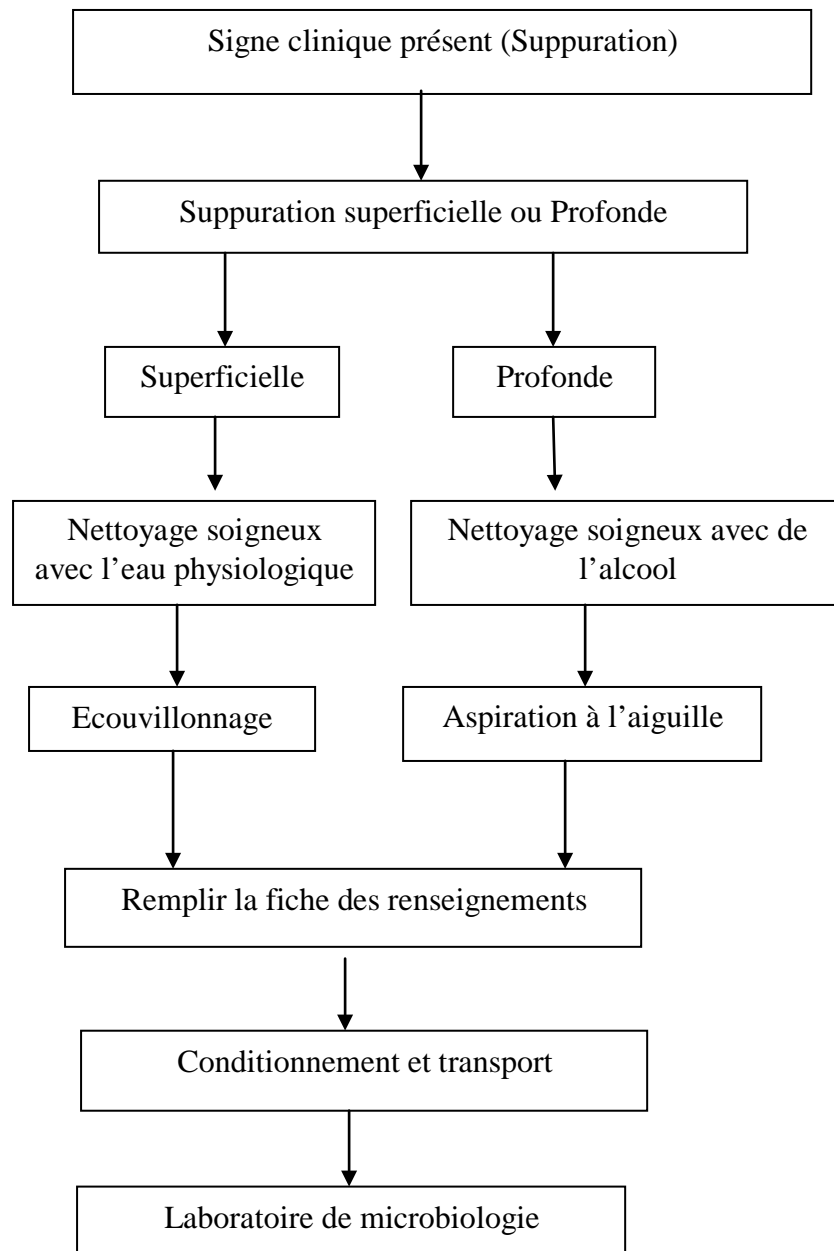 Signe clinique présent (Suppuration)
Suppuration superficielle ou Profonde
Superficielle
Profonde
Nettoyage soigneux
avec l’eau physiologique
Nettoyage soigneux avec de
l’alcool
Ecouvillonnage
Aspiration à l’aiguille
Remplir la fiche des renseignements
Conditionnement et transport
Laboratoire de microbiologie